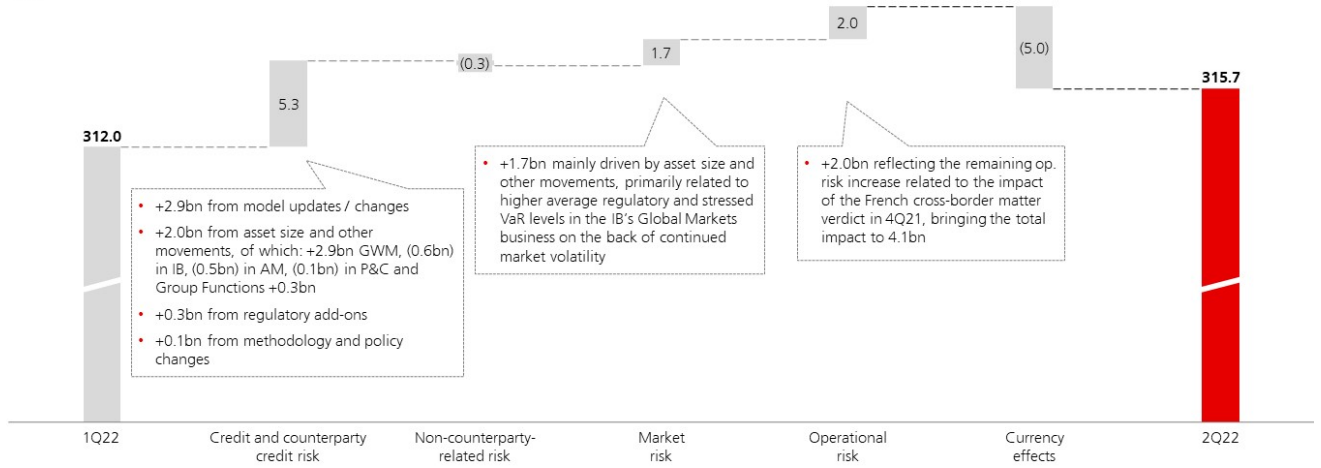 2.0
(5.0)
1.7
(0.3)
5.3
315.7
312.0
• +2.9bn from model updates / changes
• +2.0bn from asset size and other
movements, of which: +2.9bn GWM, (0.6bn)
in IB, (0.5bn) in AM, (0.1bn) in P&C and
Group Functions +0.3bn
• +0.3bn from regulatory add-ons
• +0.1bn from methodology and policy
changes
• +1.7bn mainly driven by asset size and
other movements, primarily related to
higher average regulatory and stressed
VaR levels in the IB's Global Markets
business on the back of continued
market volatility
• +2.0bn reflecting the remaining op.
risk increase related to the impact
of the French cross-border matter
verdict in 4Q21, bringing the total
impact to 4.1bn
1Q22
Credit and counterparty
credit risk
Non-counterparty-
related risk
Market
risk
Operational
risk
Currency
effects
2Q22